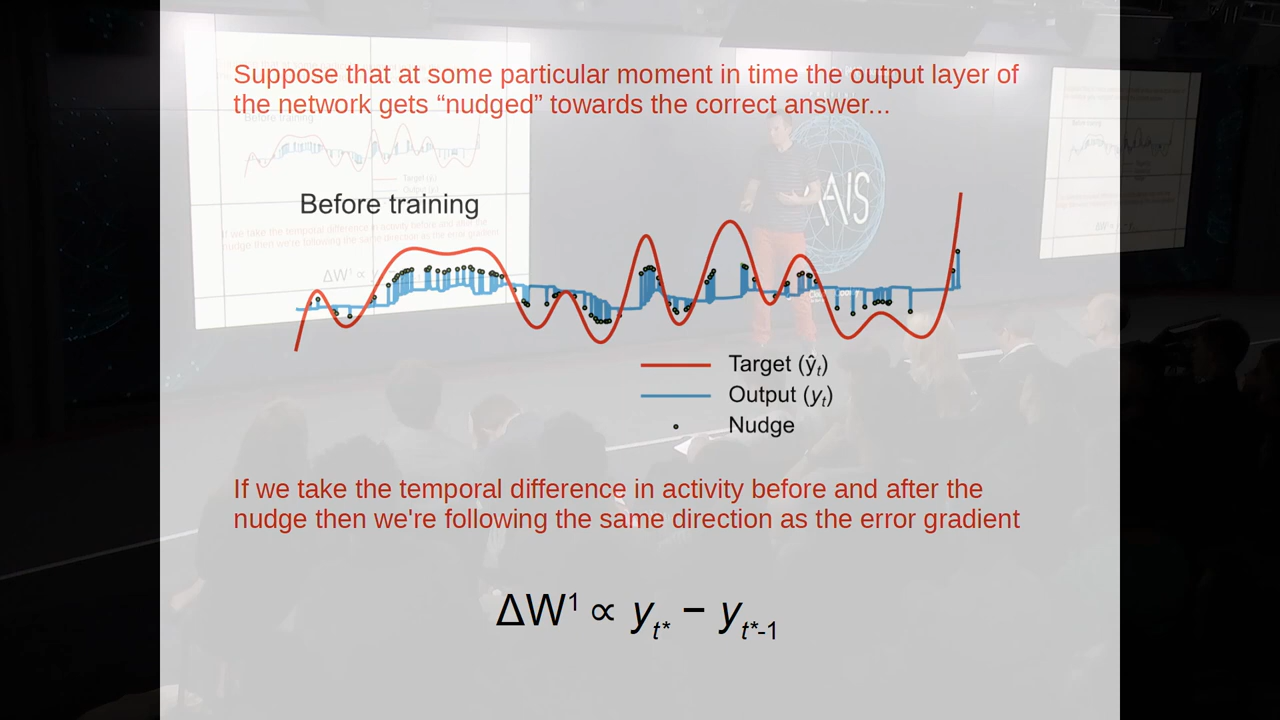 Suppose that at some particular moment in time the output layer of
the network gets “nudged” towards the correct answer...
Before training
Target (ŷt)
Output (yt)
Nudge
If we take the temporal difference in activity before and after the
nudge then we're following the same direction as the error gradient
ΔW¹ ∝ yt* − yt*-1
AIS